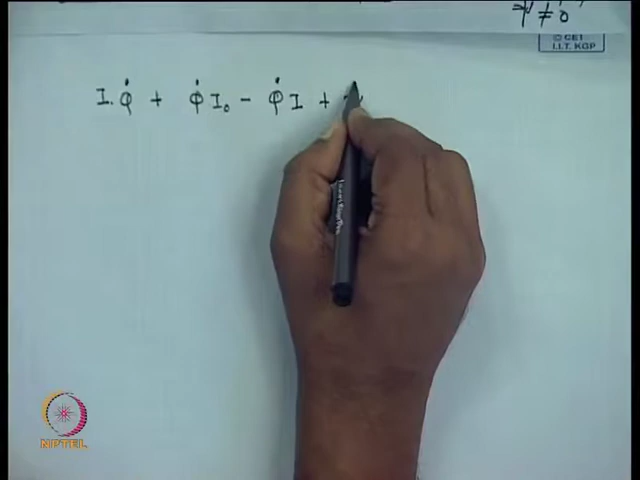 ψ ≠ 0
© CET
I.I.T. KGP
I. φ̇ + φ̇ I₀ - φ̇ I +
NPTEL